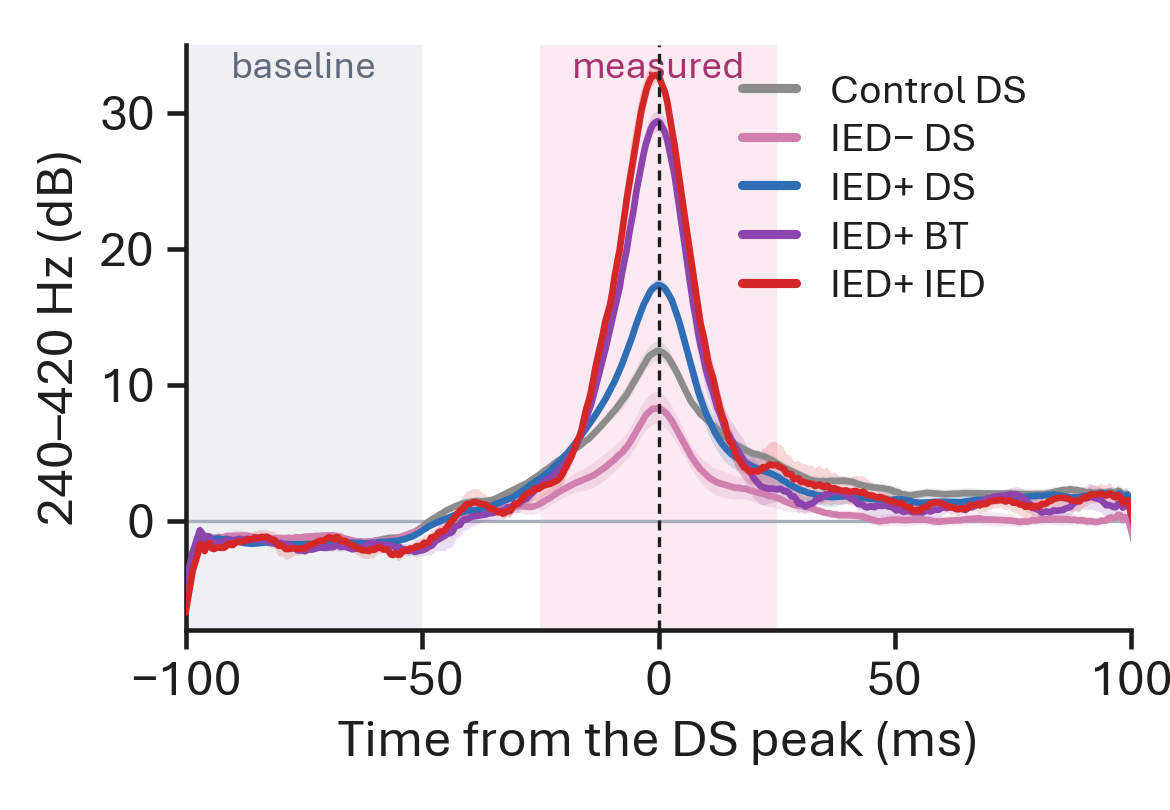 baseline
measured
Control DS
IED− DS
IED+ DS
IED+ BT
IED+ IED
240–420 Hz (dB)
30
20
10
0
−100
−50
0
50
100
Time from the DS peak (ms)